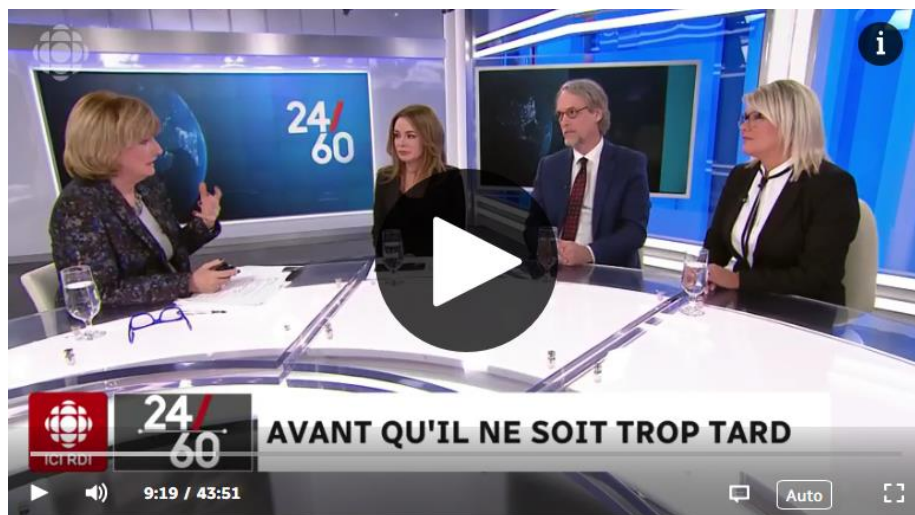 i
24/
60
24/
60
AVANT QU'IL NE SOIT TROP TARD
ICI RDI
9:19 / 43:51
Auto